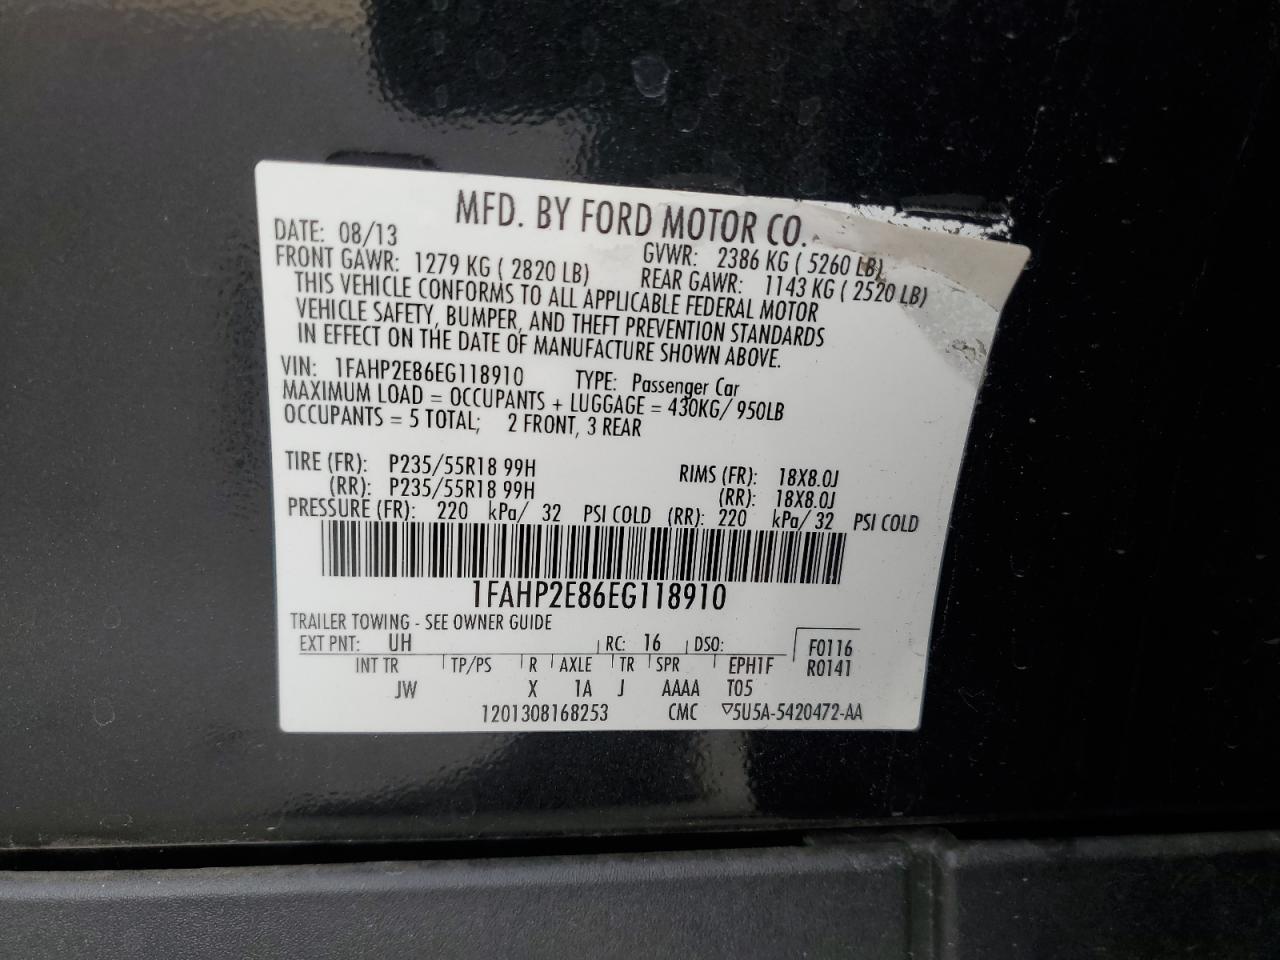 MFD. BY FORD MOTOR CO.
DATE: 08/13 GVWR: 2386 KG ( 5260 LB)
FRONT GAWR: 1279 KG ( 2820 LB) REAR GAWR: 1143 KG ( 2520 LB)
THIS VEHICLE CONFORMS TO ALL APPLICABLE FEDERAL MOTOR
VEHICLE SAFETY, BUMPER, AND THEFT PREVENTION STANDARDS
IN EFFECT ON THE DATE OF MANUFACTURE SHOWN ABOVE.
VIN: 1FAHP2E86EG118910 TYPE: Passenger Car
MAXIMUM LOAD = OCCUPANTS + LUGGAGE = 430KG/ 950LB
OCCUPANTS = 5 TOTAL; 2 FRONT, 3 REAR
TIRE (FR): P235/55R18 99H RIMS (FR): 18X8.0J
(RR): P235/55R18 99H (RR): 18X8.0J
PRESSURE (FR): 220 kPa/ 32 PSI COLD (RR): 220 kPa/ 32 PSI COLD
1FAHP2E86EG118910
TRAILER TOWING - SEE OWNER GUIDE
EXT PNT: UH RC: 16 DSO: F0116
INT TR TP/PS R AXLE TR SPR EPH1F R0141
JW X 1A J AAAA T05
1201308168253 CMC ▽5U5A-5420472-AA